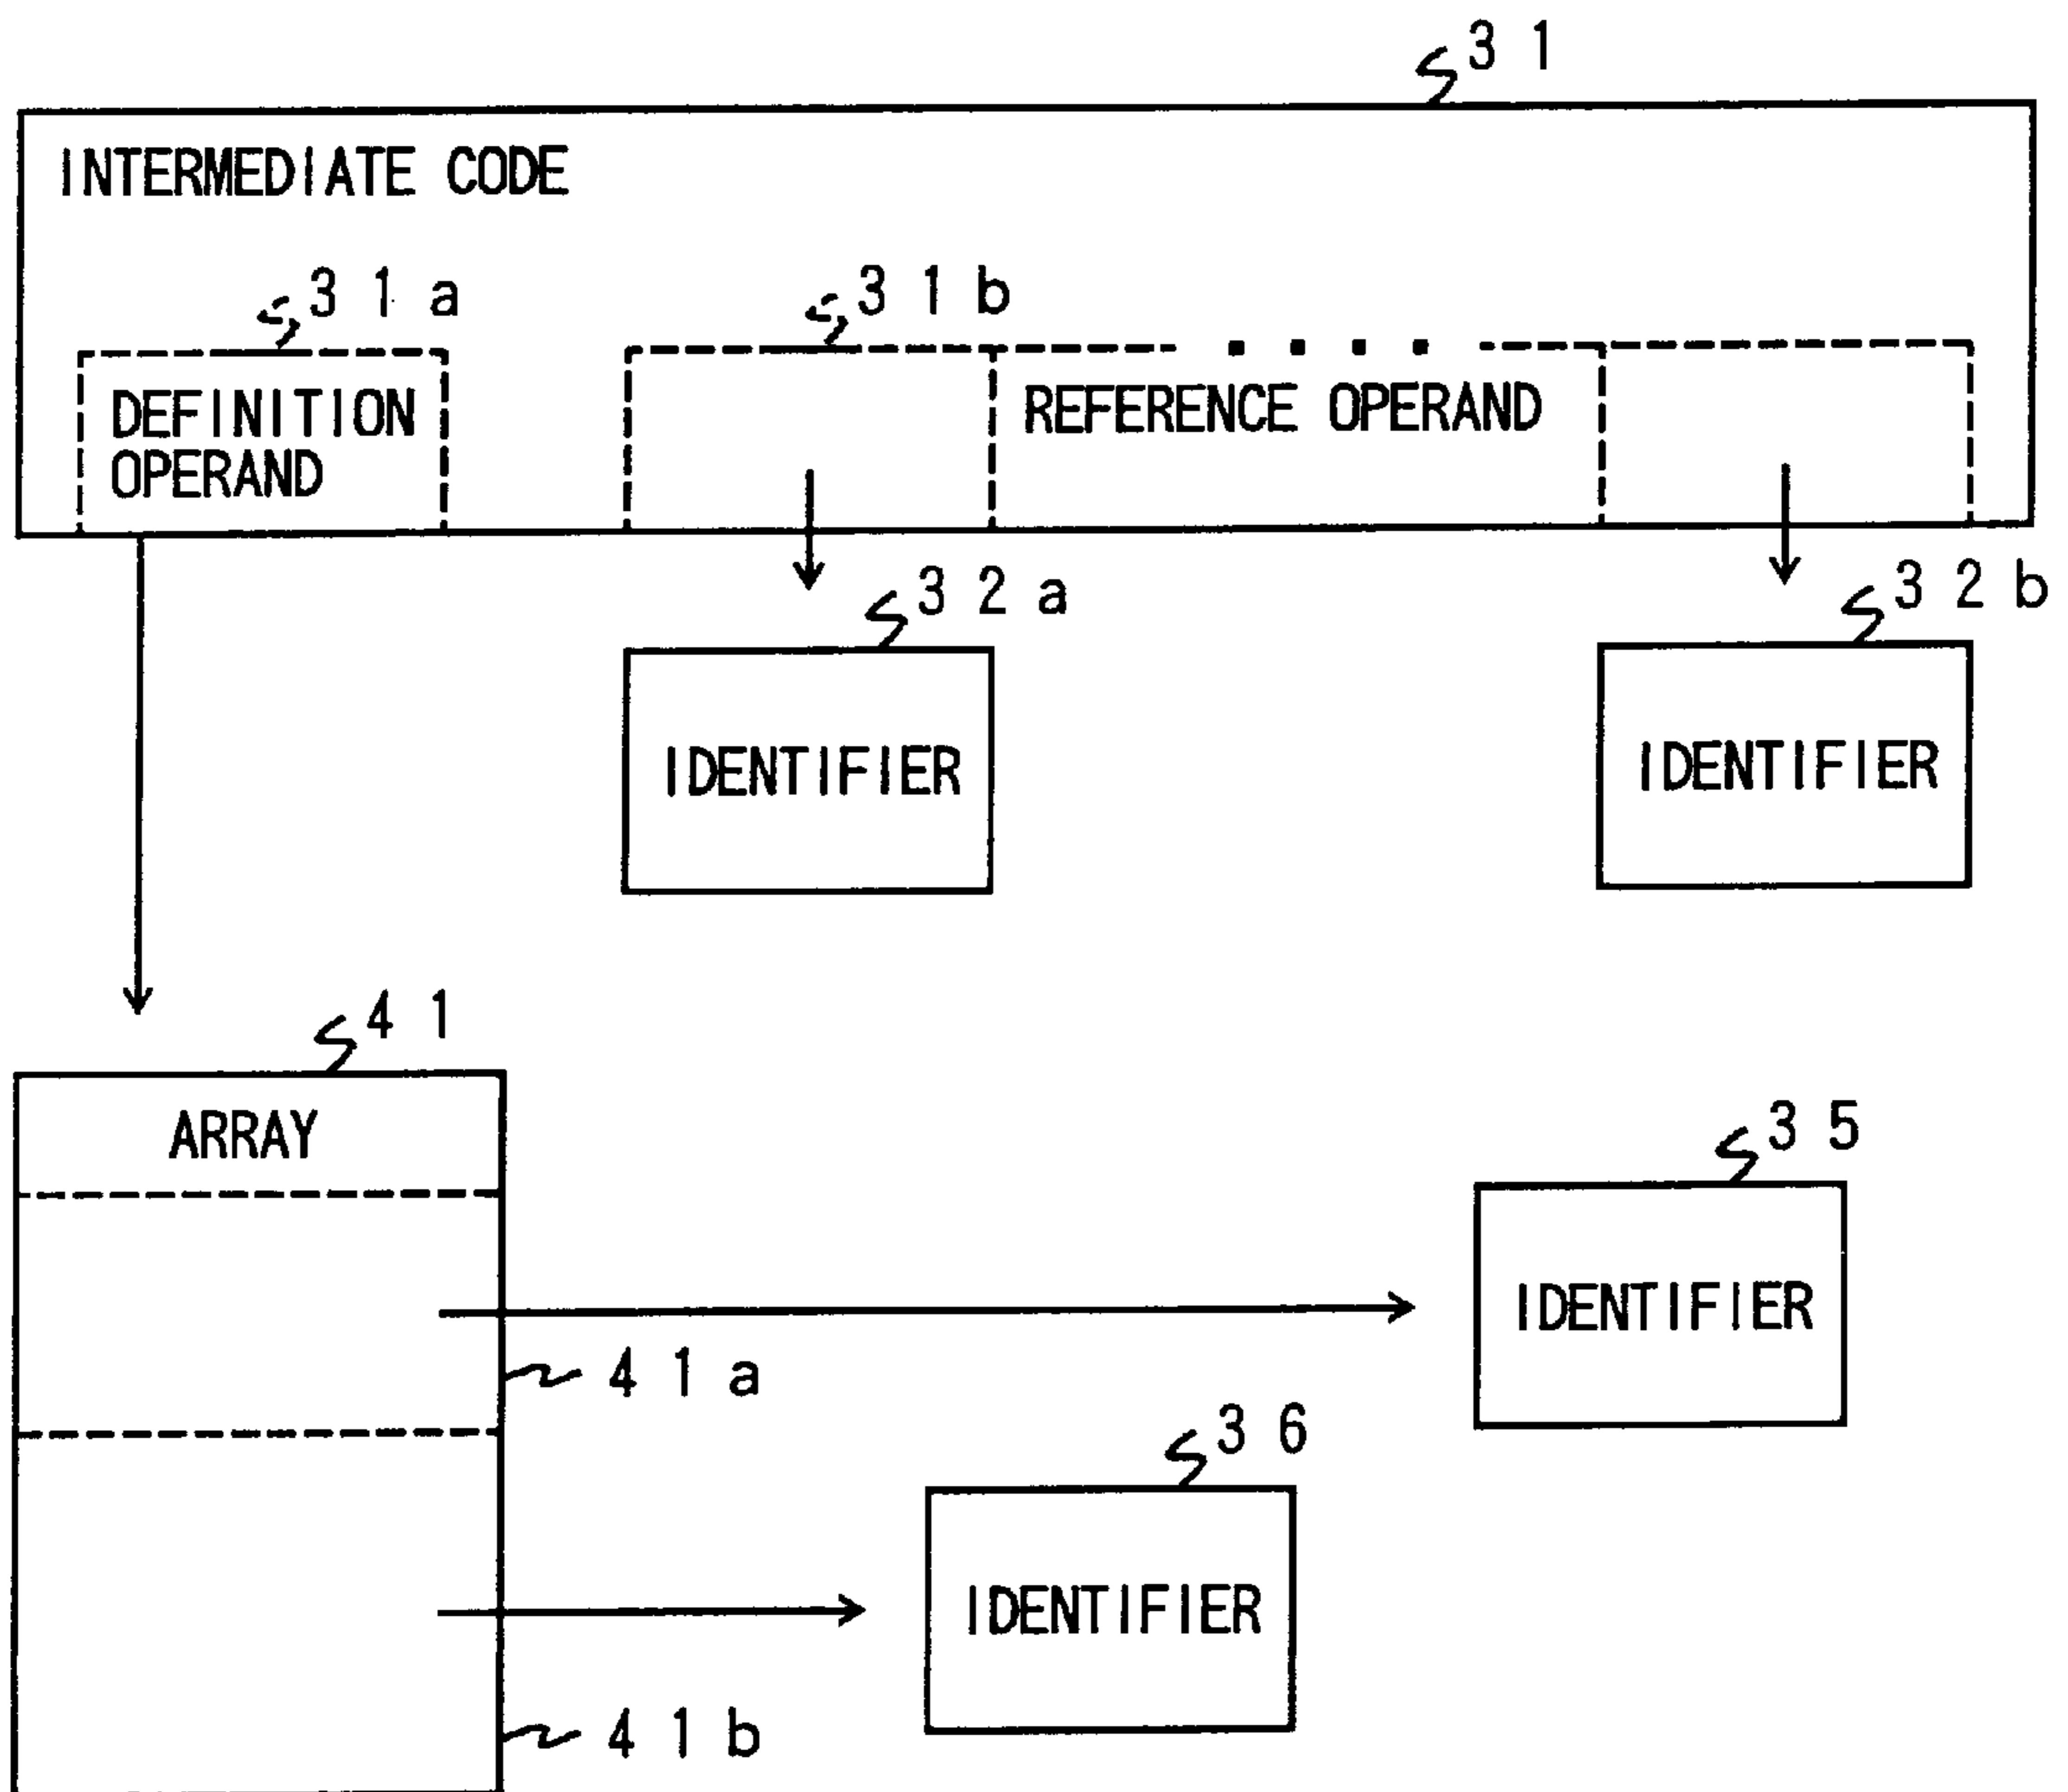 31
INTERMEDIATE CODE
31a
31b
DEFINITION
OPERAND
REFERENCE OPERAND
32a
32b
IDENTIFIER
IDENTIFIER
41
ARRAY
35
IDENTIFIER
41a
36
IDENTIFIER
41b